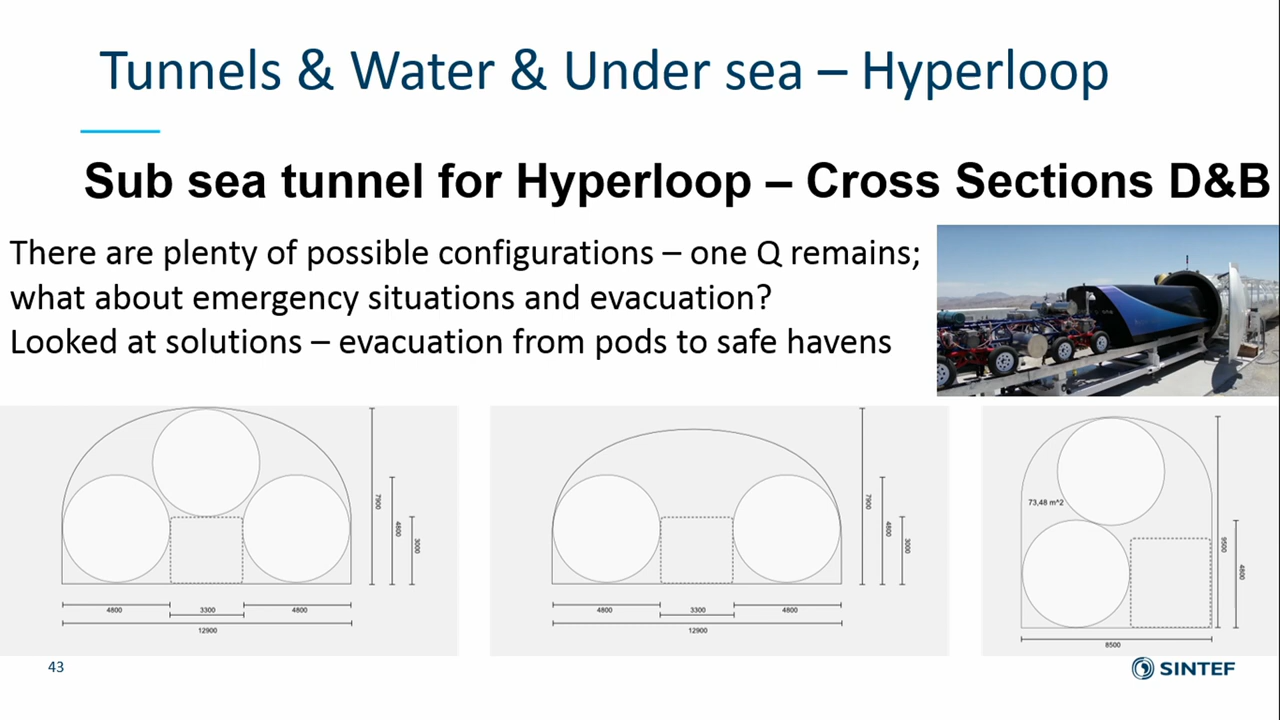 Tunnels & Water & Under sea – Hyperloop
Sub sea tunnel for Hyperloop – Cross Sections D&B
There are plenty of possible configurations – one Q remains;
what about emergency situations and evacuation?
Looked at solutions – evacuation from pods to safe havens
7900
4800
3000
4800
3300
4800
12900
7900
4800
3000
4800
3300
4800
12900
73,48 m^2
9500
4800
8500
43
SINTEF